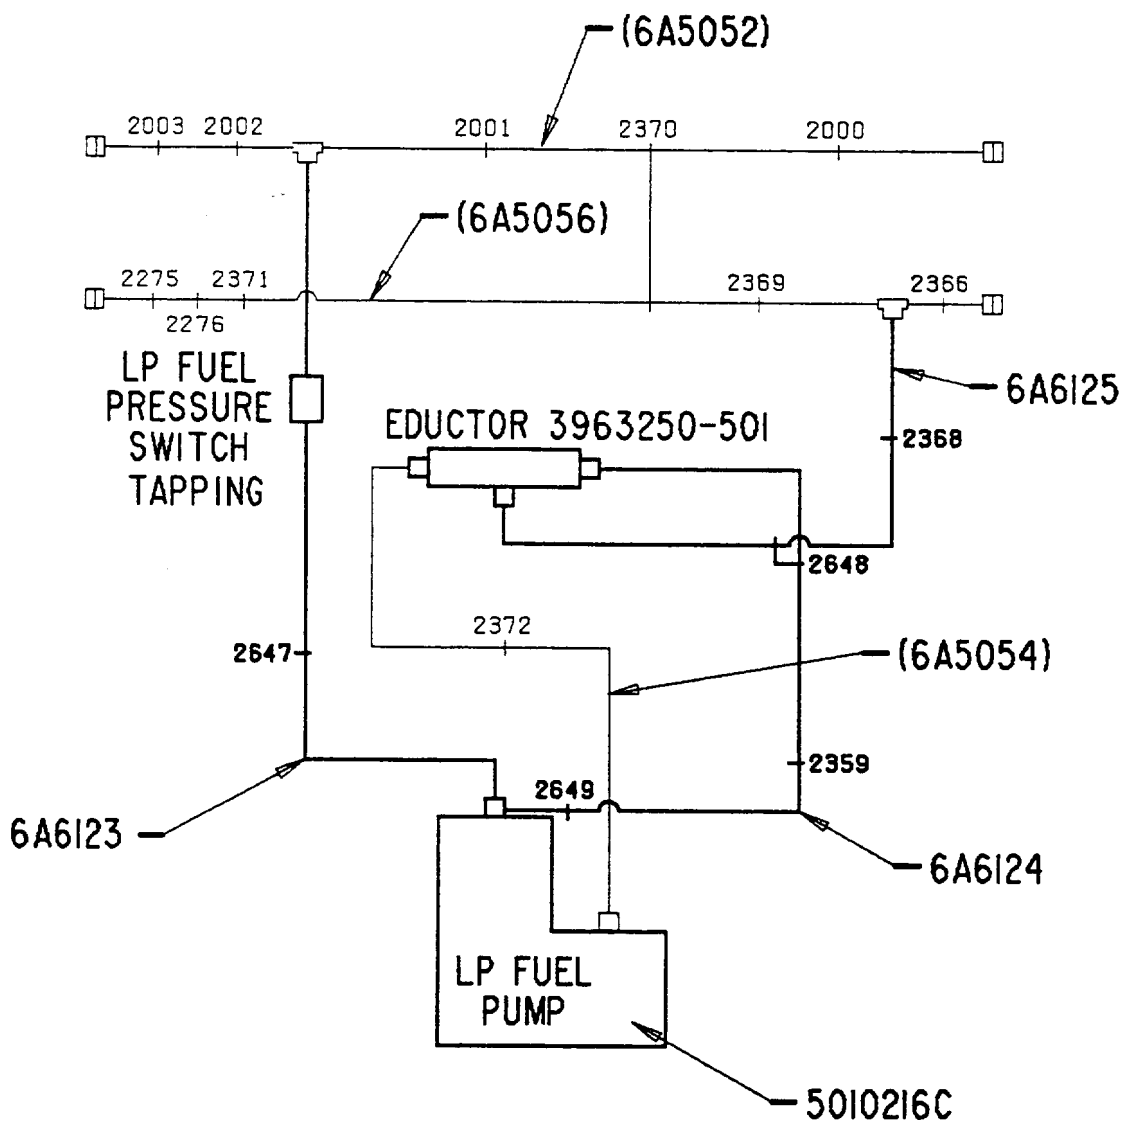 (6A5052)
2003 2002 2001 2370 2000
(6A5056)
2275 2371 2369 2366
2276
LP FUEL
PRESSURE
SWITCH
TAPPING
6A6125
EDUCTOR 3963250-501
2368
2648
2372
2647
(6A5054)
2359
2649
6A6123
6A6124
LP FUEL
PUMP
5010216C